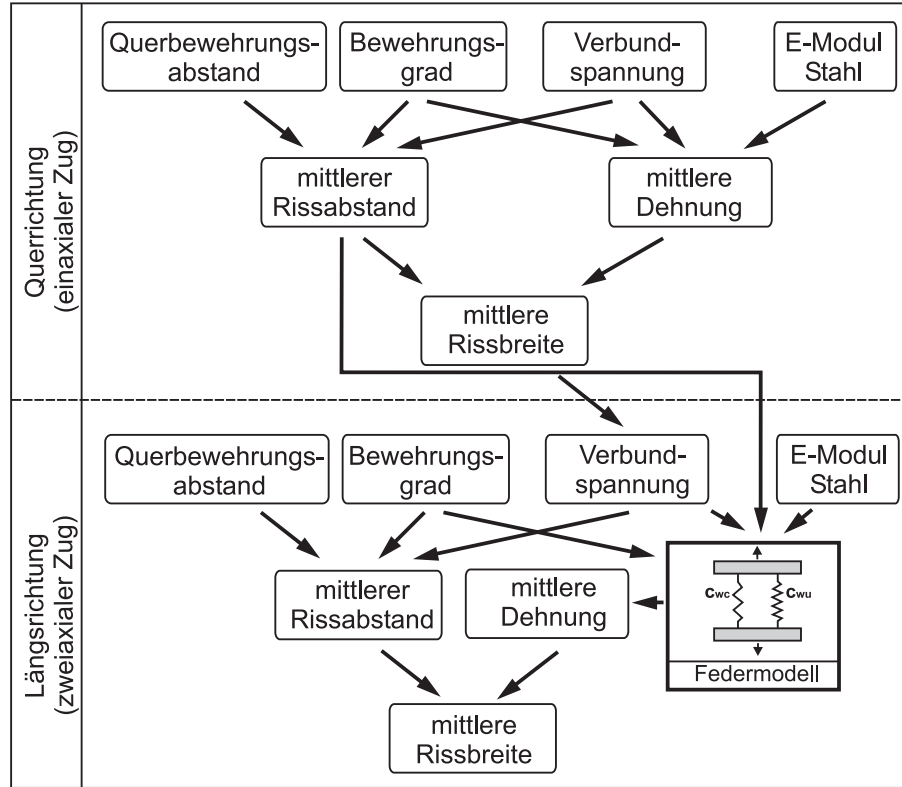 Querrichtung
(einaxialer Zug)
Querbewehrungs-
abstand
Bewehrungs-
grad
Verbund-
spannung
E-Modul
Stahl
mittlerer
Rissabstand
mittlere
Dehnung
mittlere
Rissbreite
Längsrichtung
(zweiaxialer Zug)
Querbewehrungs-
abstand
Bewehrungs-
grad
Verbund-
spannung
E-Modul
Stahl
mittlerer
Rissabstand
mittlere
Dehnung
cwc
cwu
Federmodell
mittlere
Rissbreite